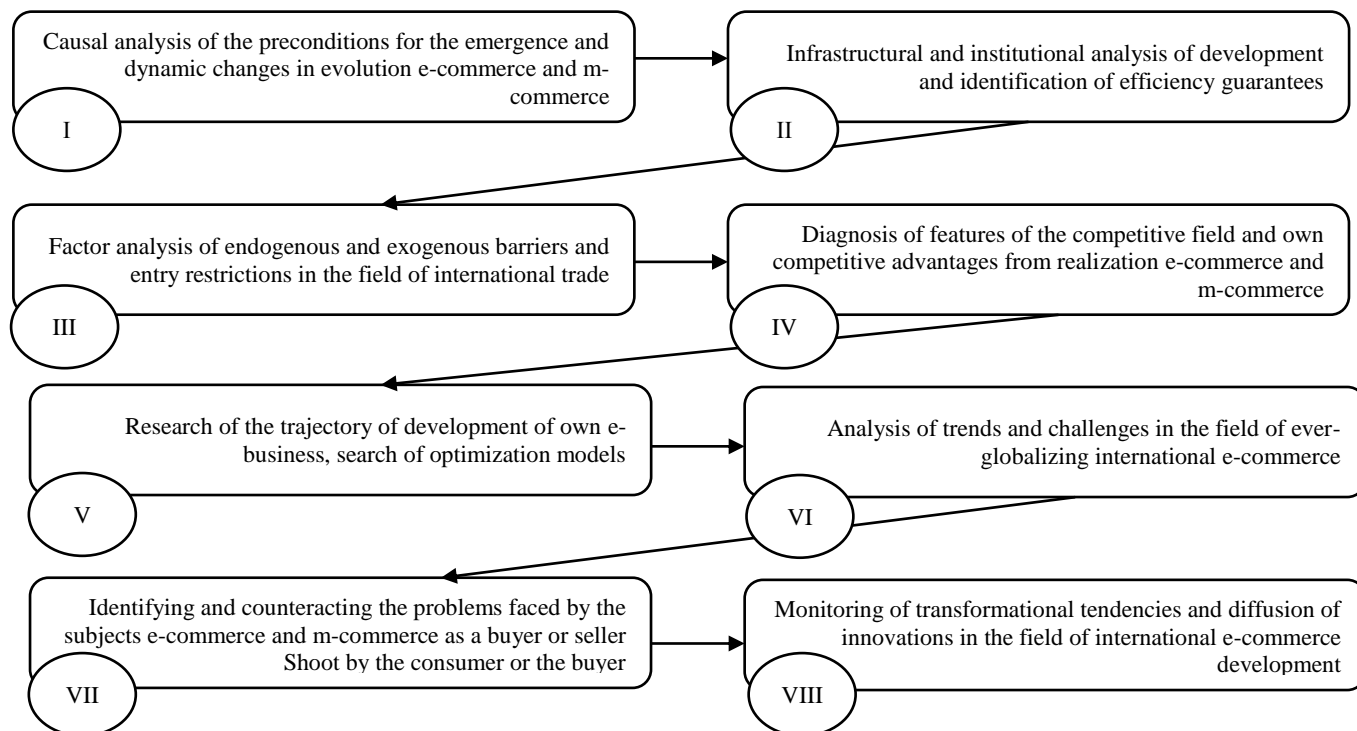 Causal analysis of the preconditions for the emergence and
dynamic changes in evolution e-commerce and m-
commerce
I
Infrastructural and institutional analysis of development
and identification of efficiency guarantees
II
Factor analysis of endogenous and exogenous barriers and
entry restrictions in the field of international trade
III
Diagnosis of features of the competitive field and own
competitive advantages from realization e-commerce and
m-commerce
IV
Research of the trajectory of development of own e-
business, search of optimization models
V
Analysis of trends and challenges in the field of ever-
globalizing international e-commerce
VI
Identifying and counteracting the problems faced by the
subjects e-commerce and m-commerce as a buyer or seller
Shoot by the consumer or the buyer
VII
Monitoring of transformational tendencies and diffusion of
innovations in the field of international e-commerce
development
VIII